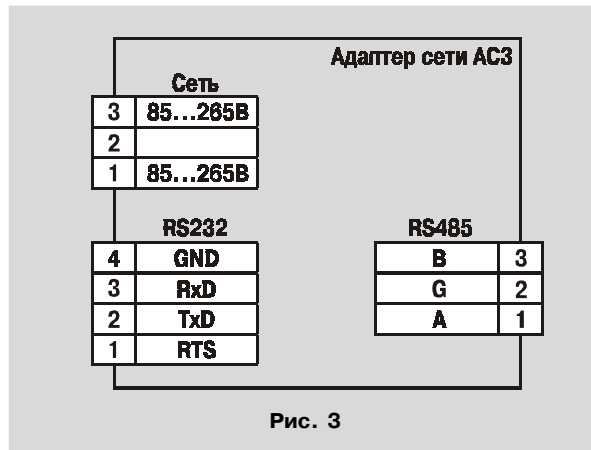 Адаптер сети АС3
Сеть
3 85...265В
2
1 85...265В
RS232
4 GND
3 RxD
2 TxD
1 RTS
RS485
B 3
G 2
A 1
Рис. 3